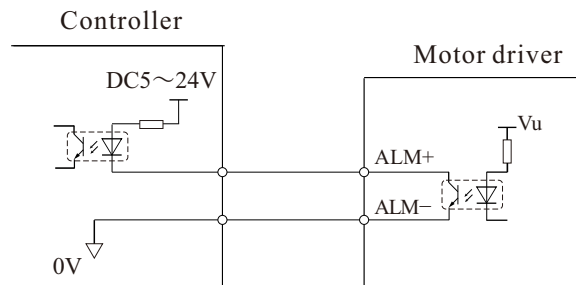 Controller
Motor driver
DC5～24V
Vu
ALM+
ALM−
0V